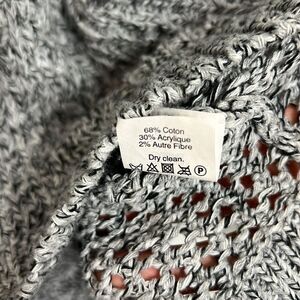 68% Coton
30% Acrylique
2% Autre Fibre
Dry clean.
P